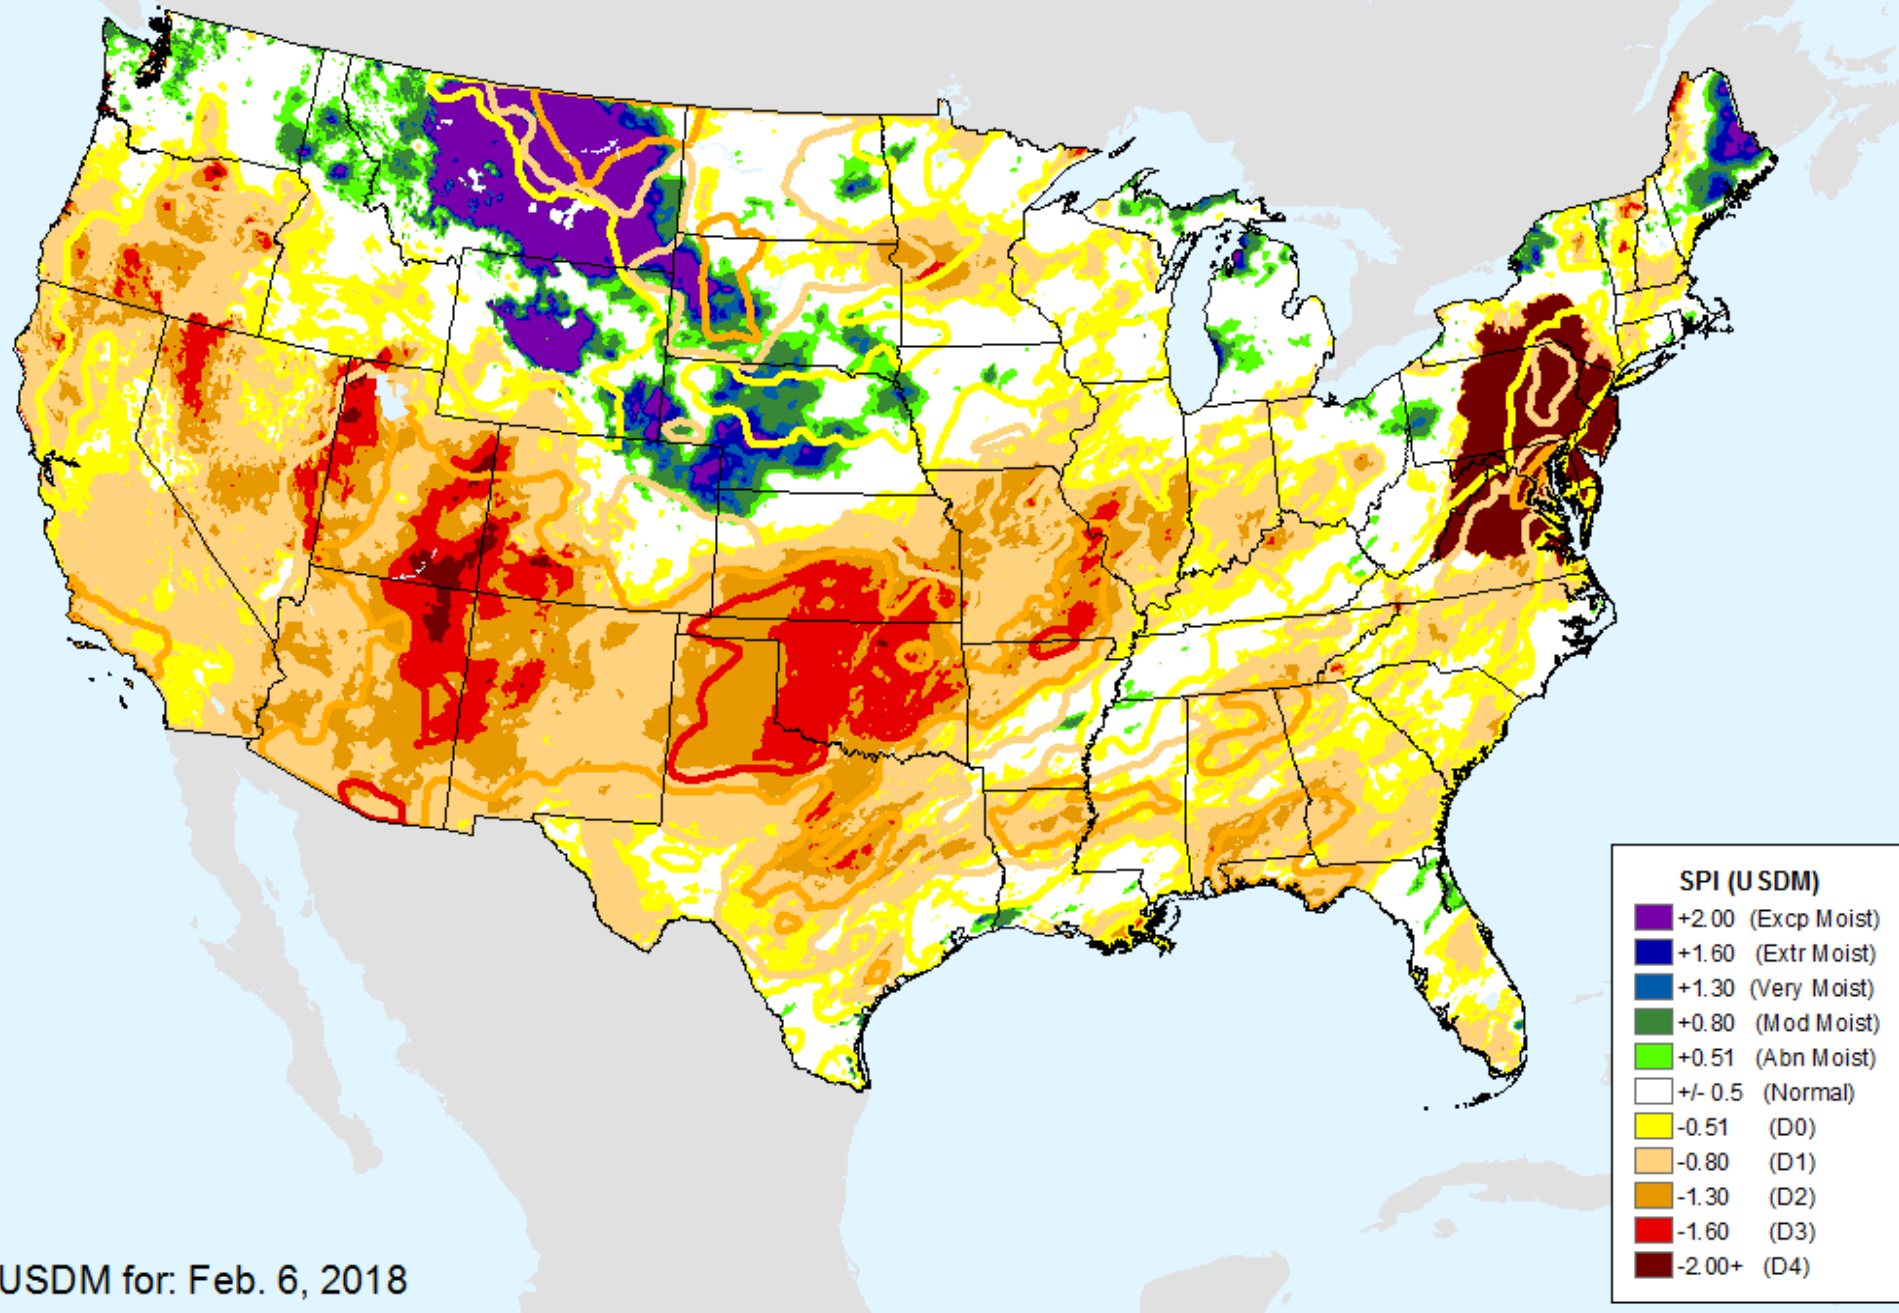 SPI (USDM)
+2.00 (Excp Moist)
+1.60 (Extr Moist)
+1.30 (Very Moist)
+0.80 (Mod Moist)
+0.51 (Abn Moist)
+/- 0.5 (Normal)
-0.51 (D0)
-0.80 (D1)
-1.30 (D2)
-1.60 (D3)
-2.00+ (D4)
USDM for: Feb. 6, 2018